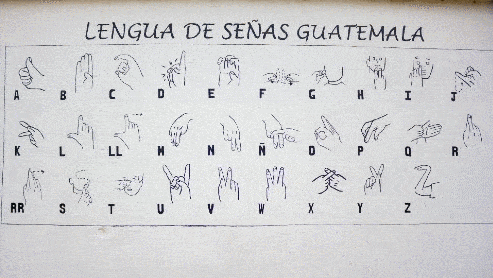 LENGUA DE SEÑAS GUATEMALA
A B C D E F G H I J
K L LL M N Ñ O P Q R
RR S T U V W X Y Z